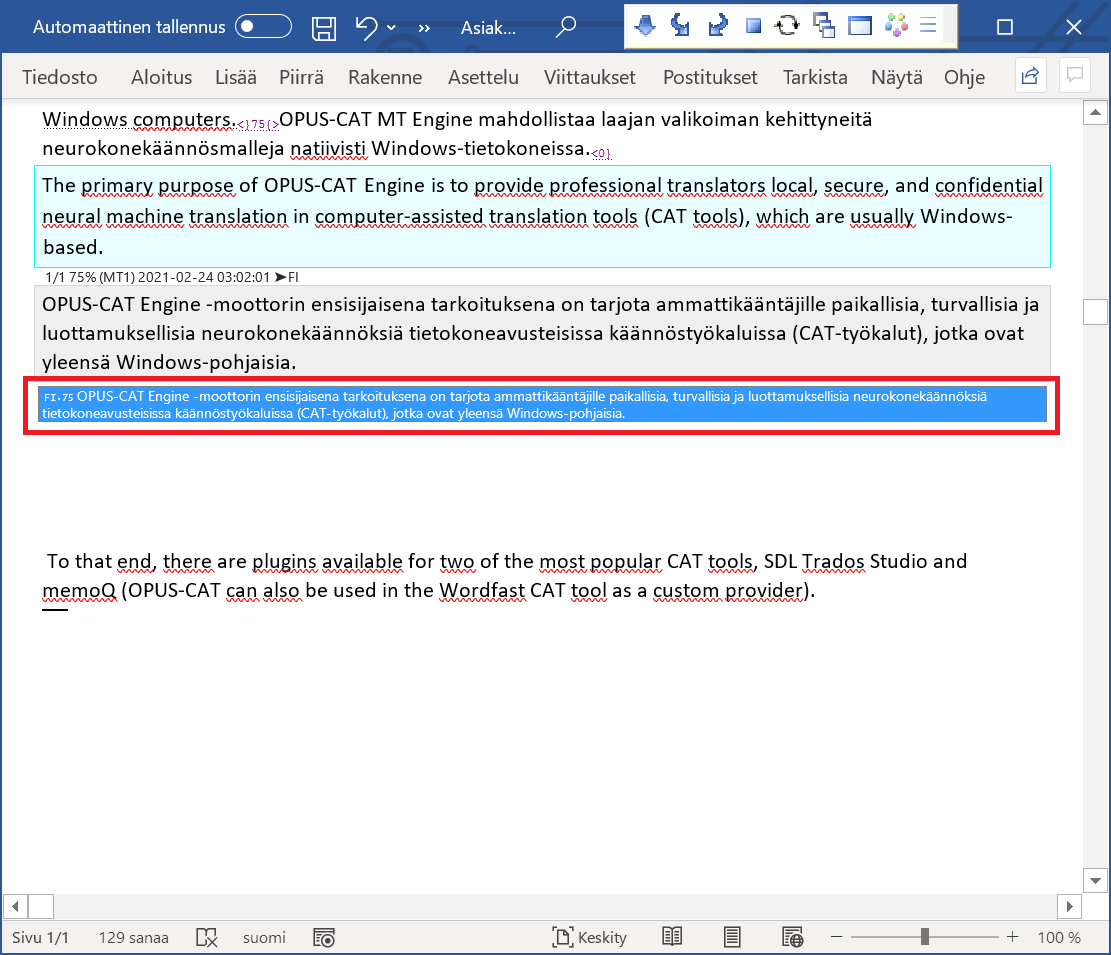 Automaattinen tallennus
Asiak...
Tiedosto Aloitus Lisää Piirrä Rakenne Asettelu Viittaukset Postitukset Tarkista Näytä Ohje
Windows computers.<}75{>OPUS-CAT MT Engine mahdollistaa laajan valikoiman kehittyneitä
neurokonekäännösmalleja natiivisti Windows-tietokoneissa.<0}
The primary purpose of OPUS-CAT Engine is to provide professional translators local, secure, and confidential
neural machine translation in computer-assisted translation tools (CAT tools), which are usually Windows-
based.
1/1 75% (MT1) 2021-02-24 03:02:01 ➤FI
OPUS-CAT Engine -moottorin ensisijaisena tarkoituksena on tarjota ammattikääntäjille paikallisia, turvallisia ja
luottamuksellisia neurokonekäännöksiä tietokoneavusteisissa käännöstyökaluissa (CAT-työkalut), jotka ovat
yleensä Windows-pohjaisia.
FI.75 OPUS-CAT Engine -moottorin ensisijaisena tarkoituksena on tarjota ammattikääntäjille paikallisia, turvallisia ja luottamuksellisia neurokonekäännöksiä
tietokoneavusteisissa käännöstyökaluissa (CAT-työkalut), jotka ovat yleensä Windows-pohjaisia.
To that end, there are plugins available for two of the most popular CAT tools, SDL Trados Studio and
memoQ (OPUS-CAT can also be used in the Wordfast CAT tool as a custom provider).
Sivu 1/1 129 sanaa suomi Keskity 100 %